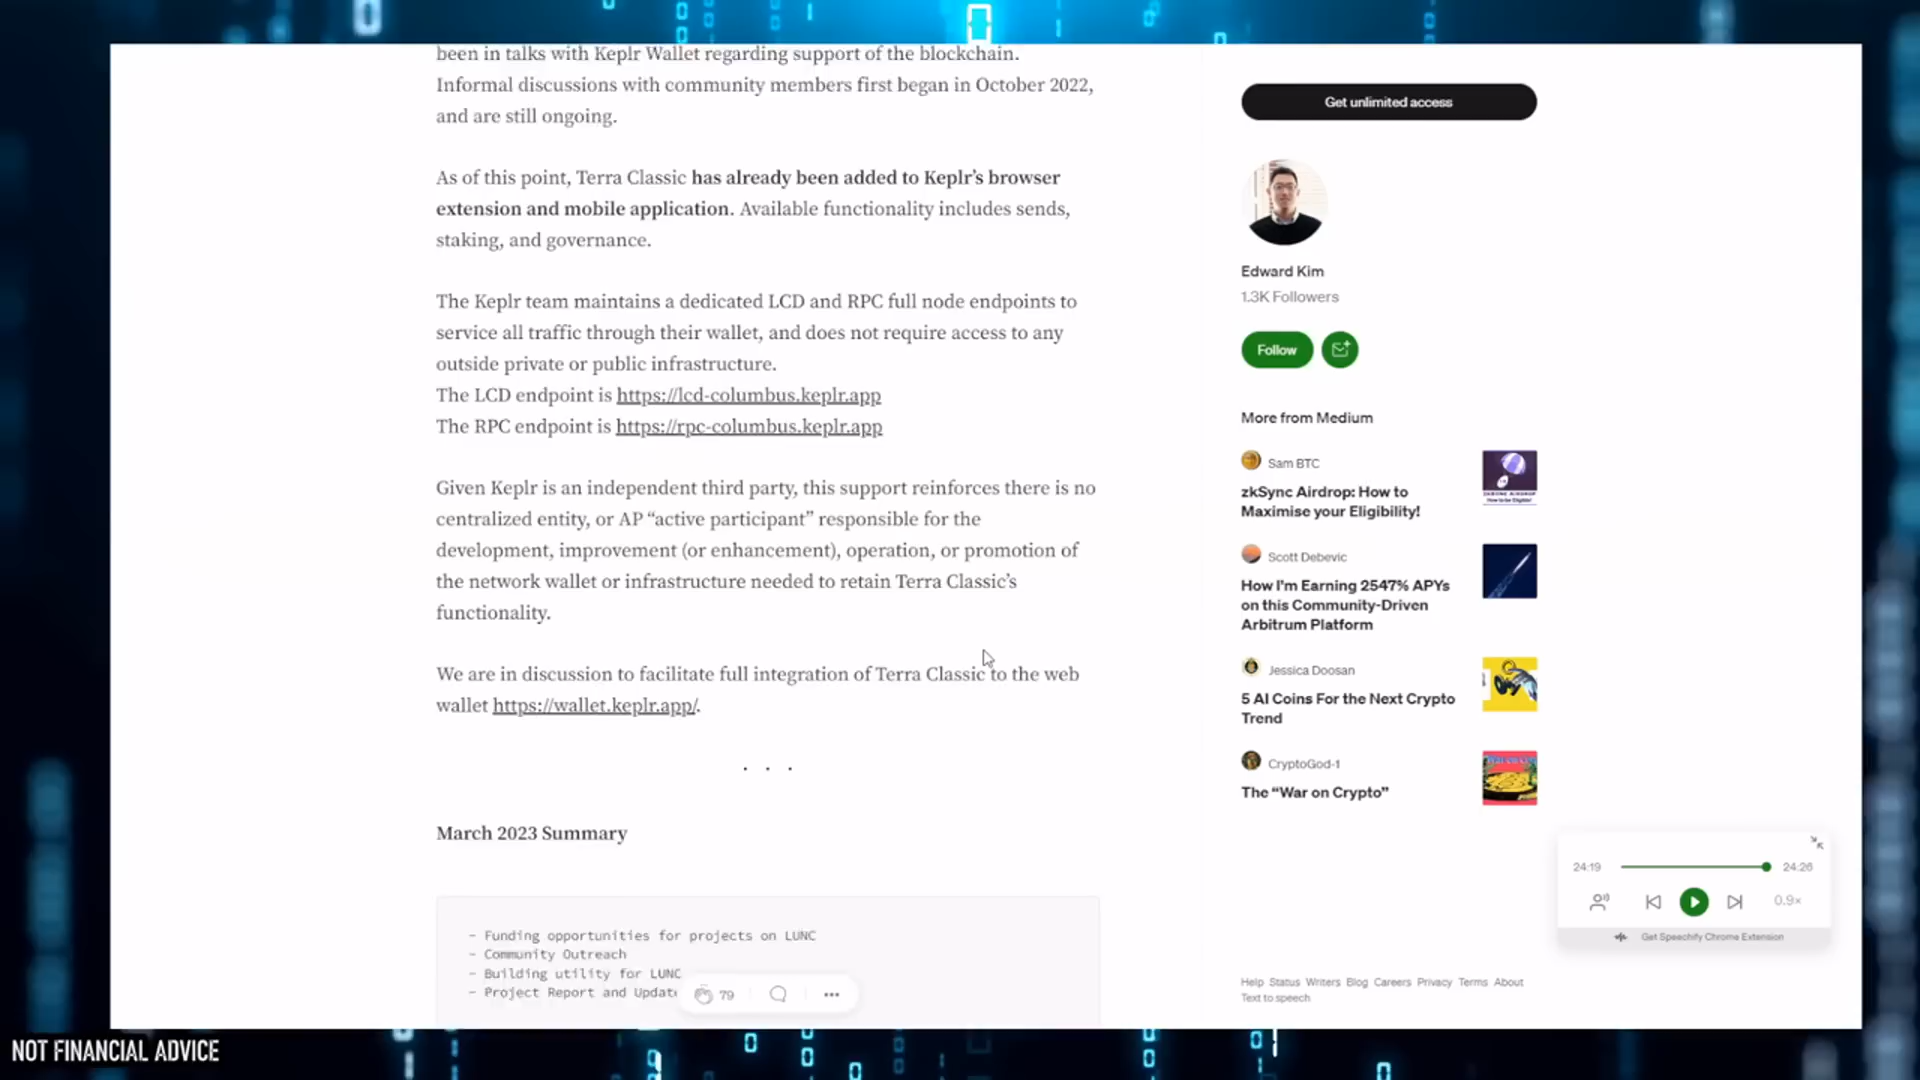 been in talks with Keplr Wallet regarding support of the blockchain.
Informal discussions with community members first began in October 2022,
and are still ongoing.
As of this point, Terra Classic has already been added to Keplr’s browser
extension and mobile application. Available functionality includes sends,
staking, and governance.
The Keplr team maintains a dedicated LCD and RPC full node endpoints to
service all traffic through their wallet, and does not require access to any
outside private or public infrastructure.
The LCD endpoint is https://lcd-columbus.keplr.app
The RPC endpoint is https://rpc-columbus.keplr.app
Given Keplr is an independent third party, this support reinforces there is no
centralized entity, or AP “active participant” responsible for the
development, improvement (or enhancement), operation, or promotion of
the network wallet or infrastructure needed to retain Terra Classic’s
functionality.
We are in discussion to facilitate full integration of Terra Classic to the web
wallet https://wallet.keplr.app/.
. . .
March 2023 Summary
- Funding opportunities for projects on LUNC
- Community Outreach
- Building utility for LUNC
- Project Report and Updat
79
Get unlimited access
Edward Kim
1.3K Followers
Follow
More from Medium
Sam BTC
zkSync Airdrop: How to
Maximise your Eligibility!
Scott Debevic
How I'm Earning 2547% APYs
on this Community-Driven
Arbitrum Platform
Jessica Doosan
5 AI Coins For the Next Crypto
Trend
CryptoGod-1
The “War on Crypto”
24:19
24:26
0.9×
Get Speechify Chrome Extension
Help Status Writers Blog Careers Privacy Terms About
Text to speech
NOT FINANCIAL ADVICE